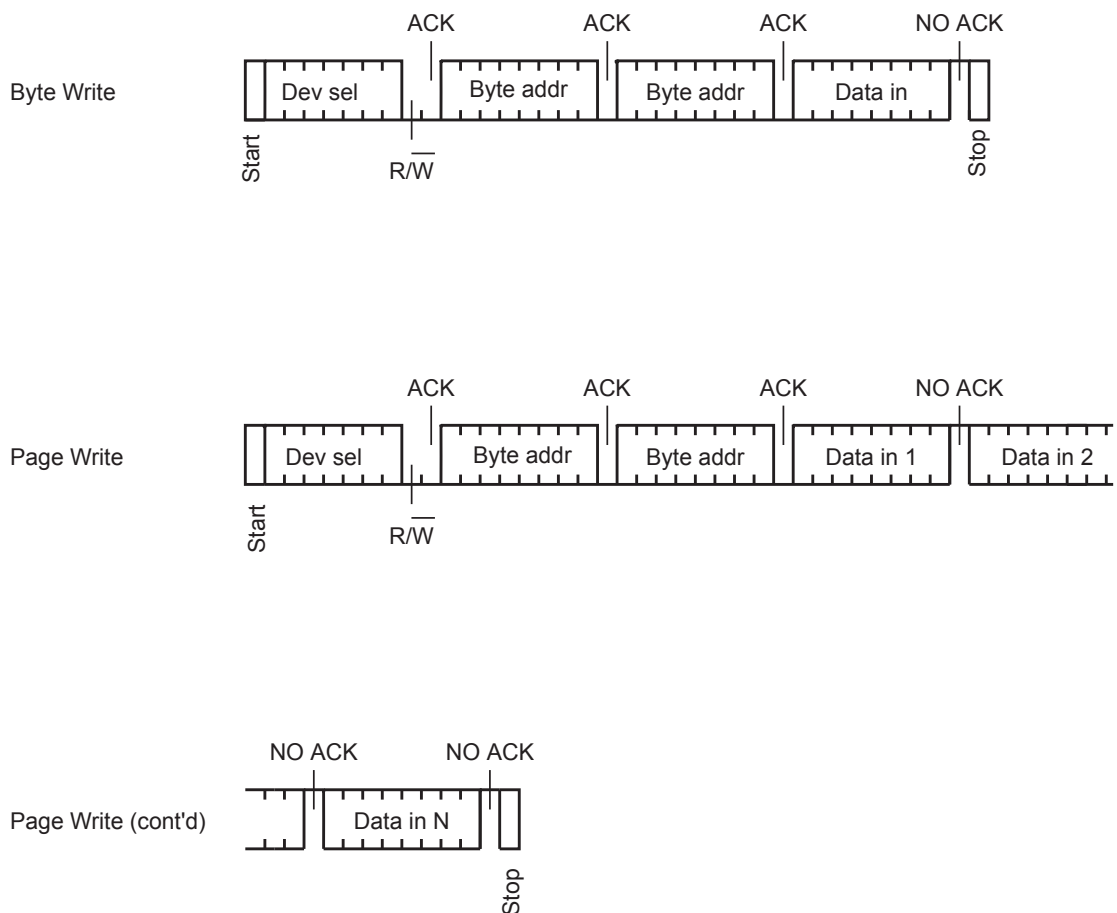 ACK ACK ACK NO ACK
Byte Write Dev sel Byte addr Byte addr Data in
Start R/W Stop
ACK ACK ACK NO ACK
Page Write Dev sel Byte addr Byte addr Data in 1 Data in 2
Start R/W
NO ACK NO ACK
Page Write (cont'd) Data in N
Stop